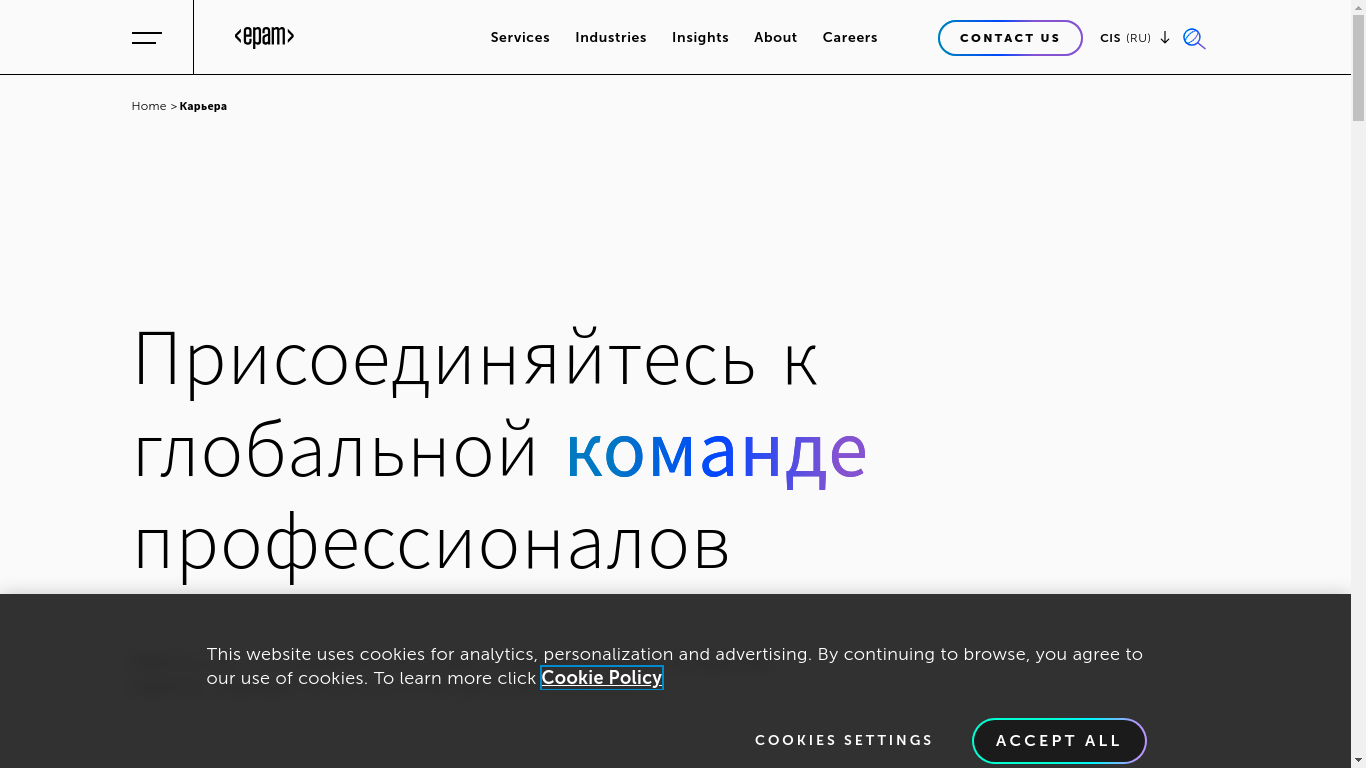 <epam>
Services Industries Insights About Careers
CONTACT US
CIS (RU)
Home > Карьера
Присоединяйтесь к
глобальной команде
профессионалов
This website uses cookies for analytics, personalization and advertising. By continuing to browse, you agree to
our use of cookies. To learn more click Cookie Policy
COOKIES SETTINGS
ACCEPT ALL